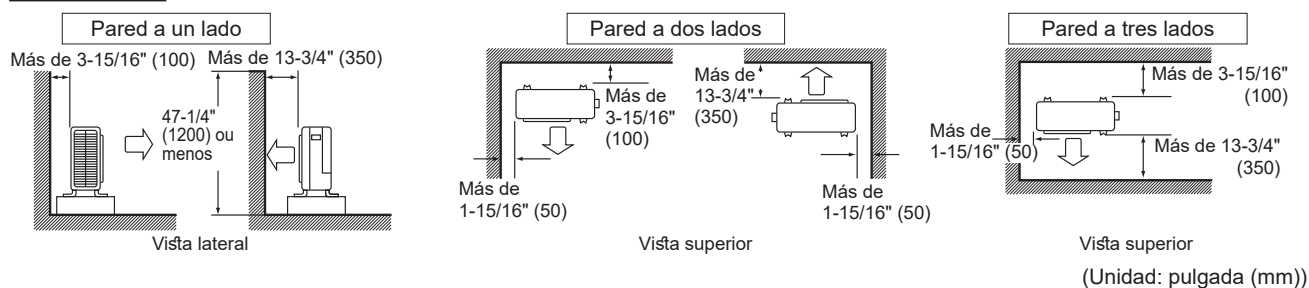 Pared a un lado
Más de 3-15/16" (100)
Más de 13-3/4" (350)
47-1/4"
(1200) ou
menos
Vista lateral
Pared a dos lados
Más de
3-15/16"
(100)
Más de
1-15/16" (50)
Más de
13-3/4"
(350)
Más de
1-15/16" (50)
Vista superior
Pared a tres lados
Más de 3-15/16"
(100)
Más de
1-15/16" (50)
Más de 13-3/4"
(350)
Vista superior
(Unidad: pulgada (mm))